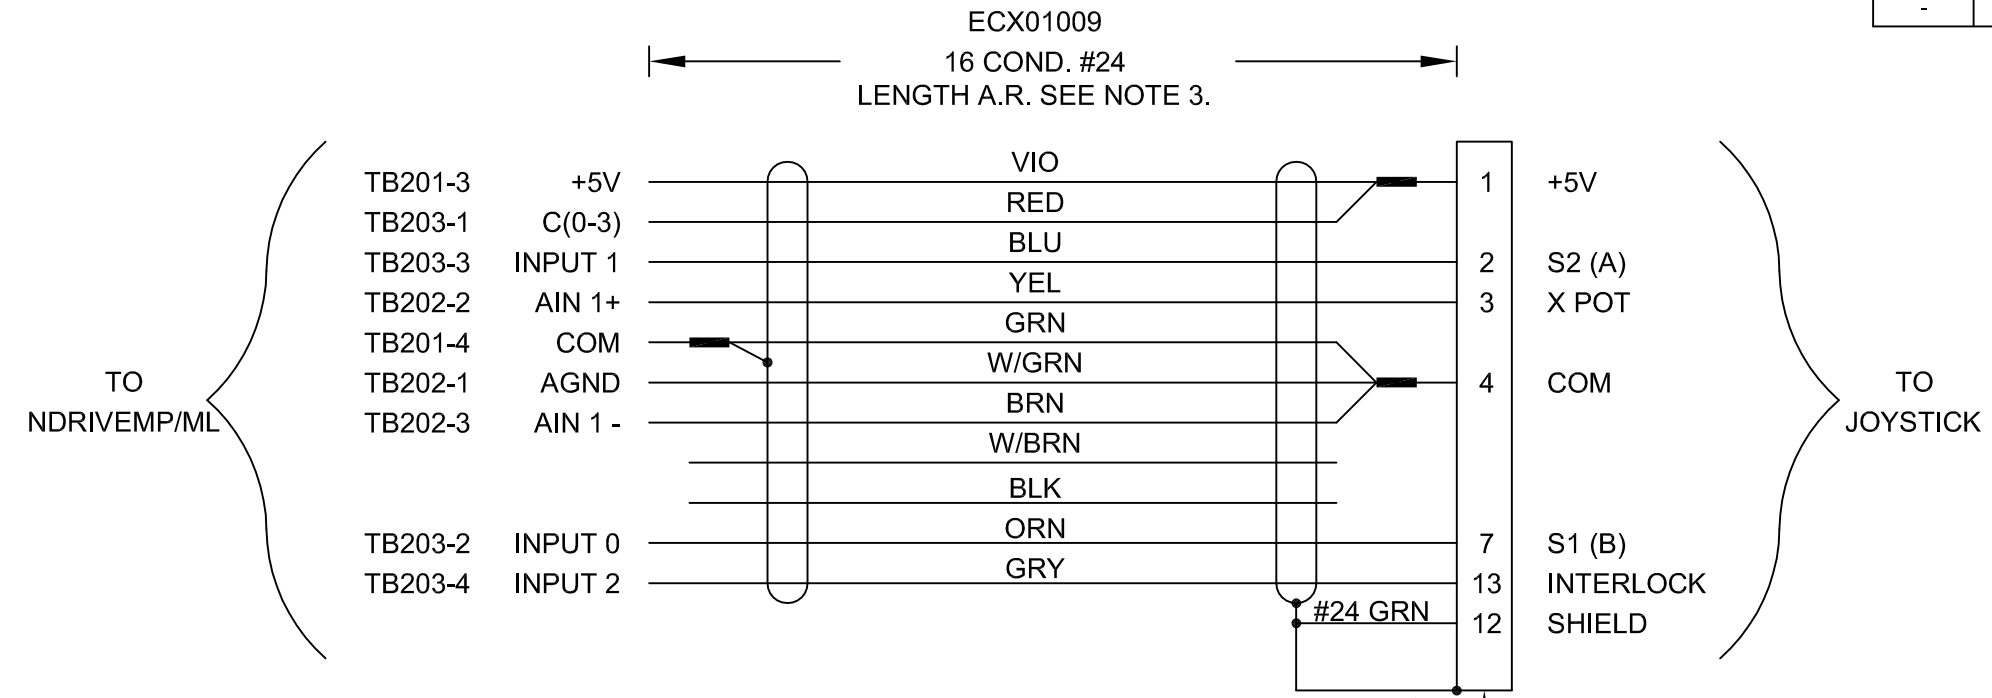 -
ECX01009
16 COND. #24
LENGTH A.R. SEE NOTE 3.
TB201-3 +5V VIO 1 +5V
TB203-1 C(0-3) RED
TB203-3 INPUT 1 BLU 2 S2 (A)
TB202-2 AIN 1+ YEL 3 X POT
TB201-4 COM GRN
TB202-1 AGND W/GRN 4 COM
TB202-3 AIN 1 - BRN
W/BRN
BLK
TB203-2 INPUT 0 ORN 7 S1 (B)
TB203-4 INPUT 2 GRY 13 INTERLOCK
#24 GRN 12 SHIELD
TO
NDRIVEMP/ML
TO
JOYSTICK